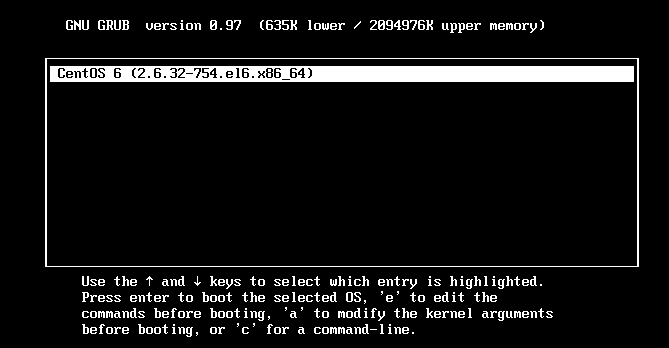 GNU GRUB  version 0.97  (635K lower / 2094976K upper memory)
CentOS 6 (2.6.32-754.el6.x86_64)
Use the ↑ and ↓ keys to select which entry is highlighted.
Press enter to boot the selected OS, 'e' to edit the
commands before booting, 'a' to modify the kernel arguments
before booting, or 'c' for a command-line.